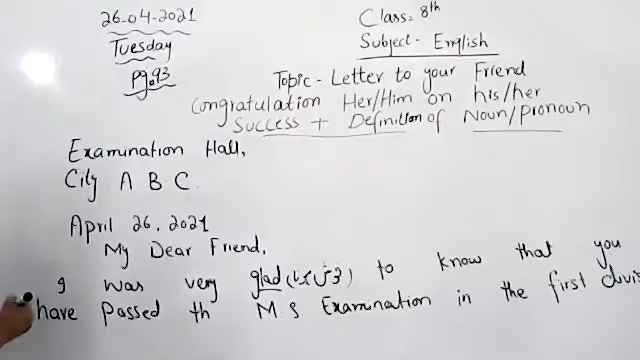 26-04-2021
Tuesday
Pg.93
Class= 8th
Subject- English
Topic- Letter to your Friend
Congratulation Her/Him on his/her
Success + Definition of Noun/Pronoun
Examination Hall,
City A B C.
April 26, 2021
My Dear Friend,
I was very glad to know that you
have passed th M.S Examination in the first divis